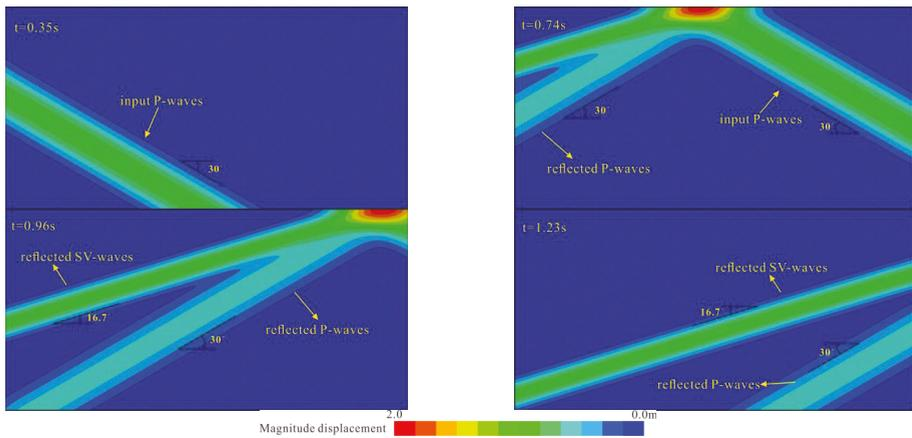 t=0.35s
input P-waves
30°
t=0.74s
30°
input P-waves
30°
reflected P-waves
t=0.96s
reflected SV-waves
16.7°
reflected P-waves
30°
t=1.23s
reflected SV-waves
16.7°
30°
reflected P-waves
2.0
0.0m
Magnitude displacement